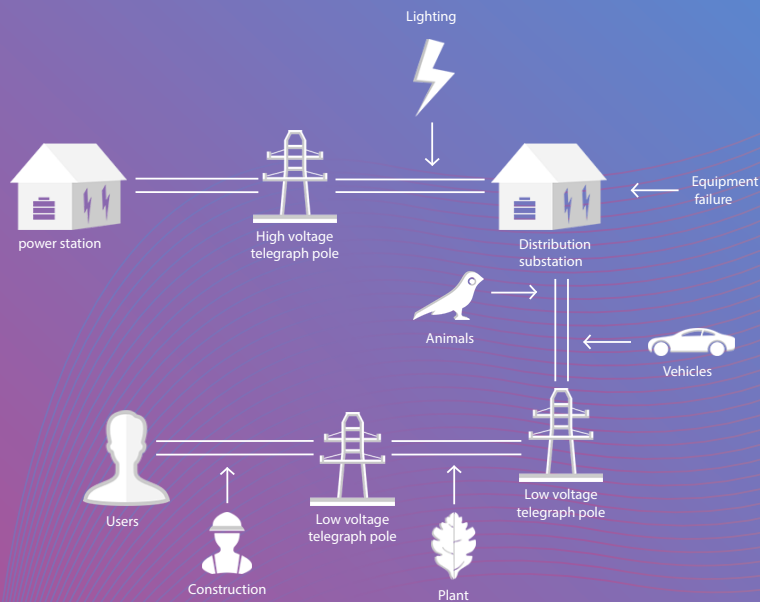 Lighting
Equipment
failure
power station
High voltage
telegraph pole
Distribution
substation
Animals
Vehicles
Users
Low voltage
telegraph pole
Low voltage
telegraph pole
Construction
Plant